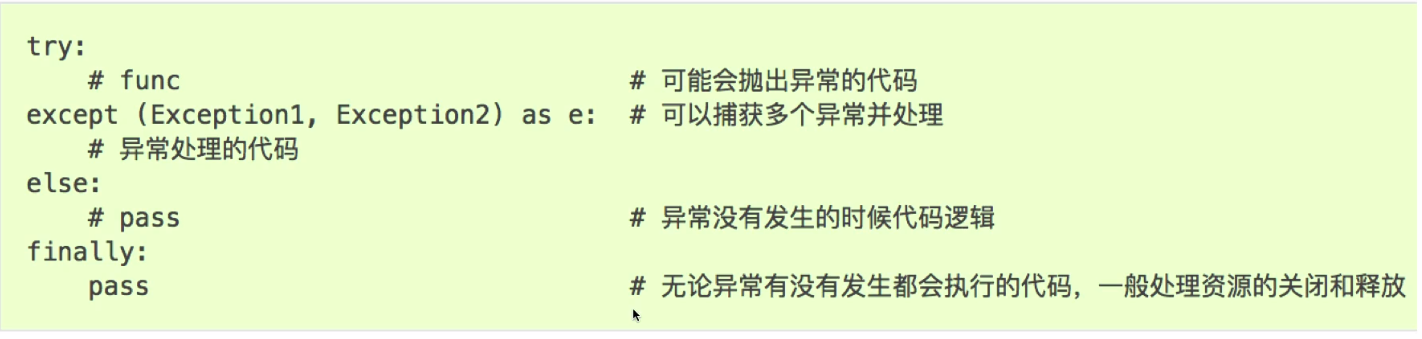 try:
    # func                             # 可能会抛出异常的代码
except (Exception1, Exception2) as e:  # 可以捕获多个异常并处理
    # 异常处理的代码
else:
    # pass                             # 异常没有发生的时候代码逻辑
finally:
    pass                               # 无论异常有没有发生都会执行的代码，一般处理资源的关闭和释放